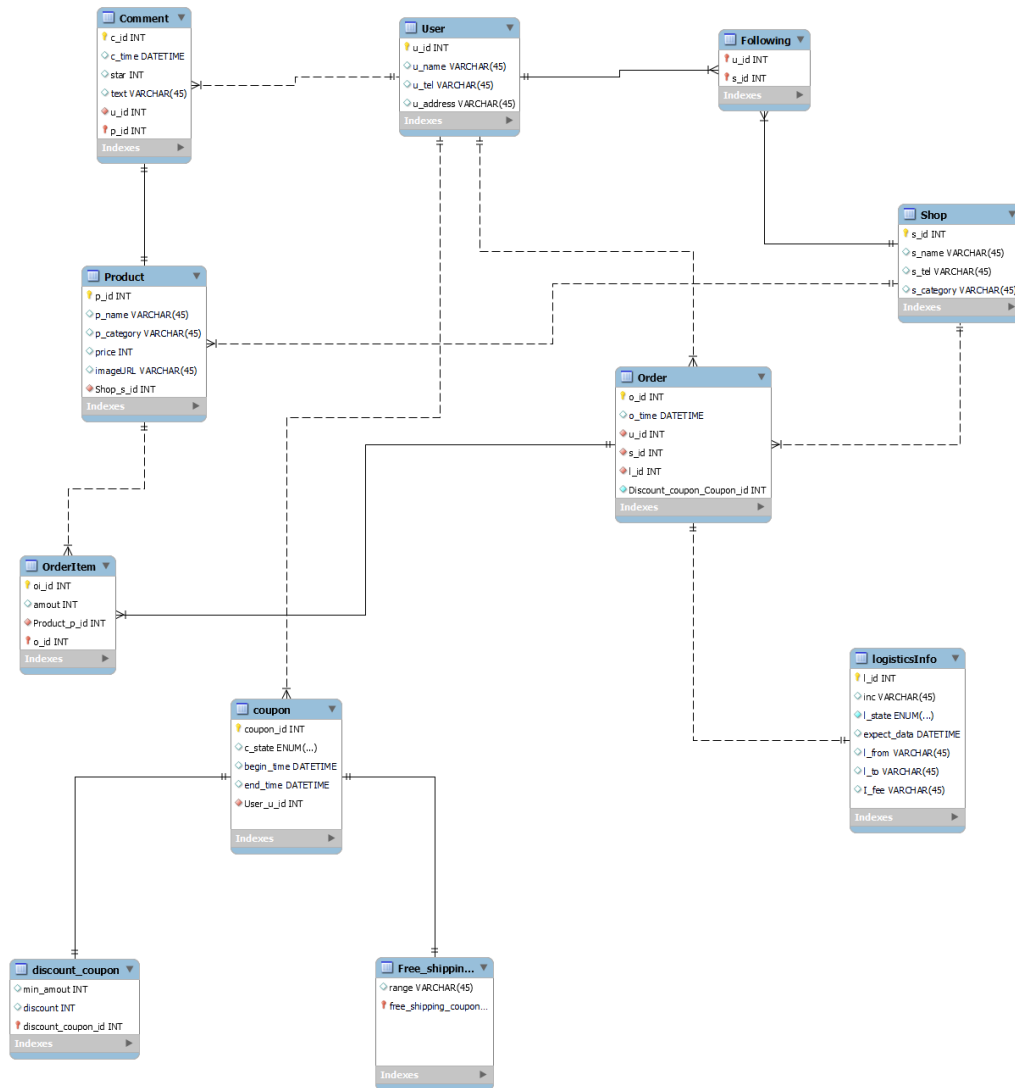 Comment
c_id INT
c_time DATETIME
star INT
text VARCHAR(45)
u_id INT
p_id INT
Indexes
User
u_id INT
u_name VARCHAR(45)
u_tel VARCHAR(45)
u_address VARCHAR(45)
Indexes
Following
u_id INT
s_id INT
Indexes
Shop
s_id INT
s_name VARCHAR(45)
s_tel VARCHAR(45)
s_category VARCHAR(45)
Indexes
Product
p_id INT
p_name VARCHAR(45)
p_category VARCHAR(45)
price INT
imageURL VARCHAR(45)
Shop_s_id INT
Indexes
Order
o_id INT
o_time DATETIME
u_id INT
s_id INT
l_id INT
Discount_coupon_Coupon_id INT
Indexes
OrderItem
oi_id INT
amout INT
Product_p_id INT
o_id INT
Indexes
logisticsInfo
l_id INT
inc VARCHAR(45)
l_state ENUM(...)
expect_data DATETIME
l_from VARCHAR(45)
l_to VARCHAR(45)
I_fee VARCHAR(45)
Indexes
coupon
coupon_id INT
c_state ENUM(...)
begin_time DATETIME
end_time DATETIME
User_u_id INT
Indexes
discount_coupon
min_amout INT
discount INT
discount_coupon_id INT
Indexes
Free_shippin...
range VARCHAR(45)
free_shipping_coupon...
Indexes